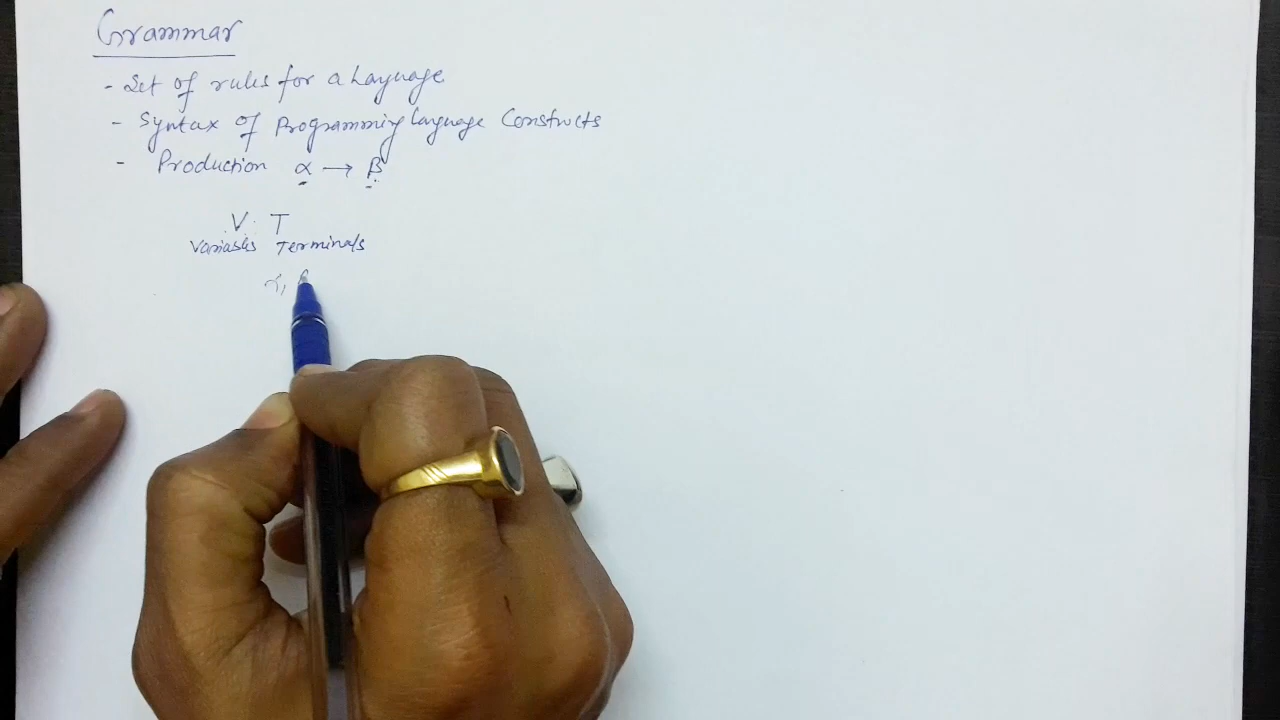 Grammar
- Set of rules for a Language
- Syntax of Programming Language Constructs
- Production α → β
V T
Variables Terminals
α, β